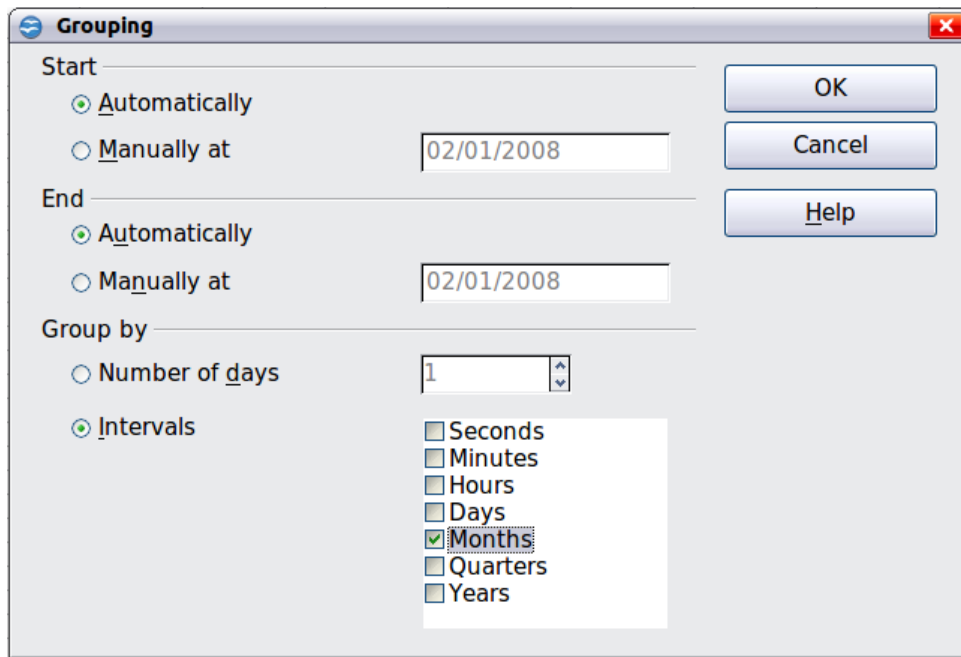 Grouping
Start
Automatically
Manually at 02/01/2008
End
Automatically
Manually at 02/01/2008
Group by
Number of days 1
Intervals
Seconds
Minutes
Hours
Days
Months
Quarters
Years
OK
Cancel
Help